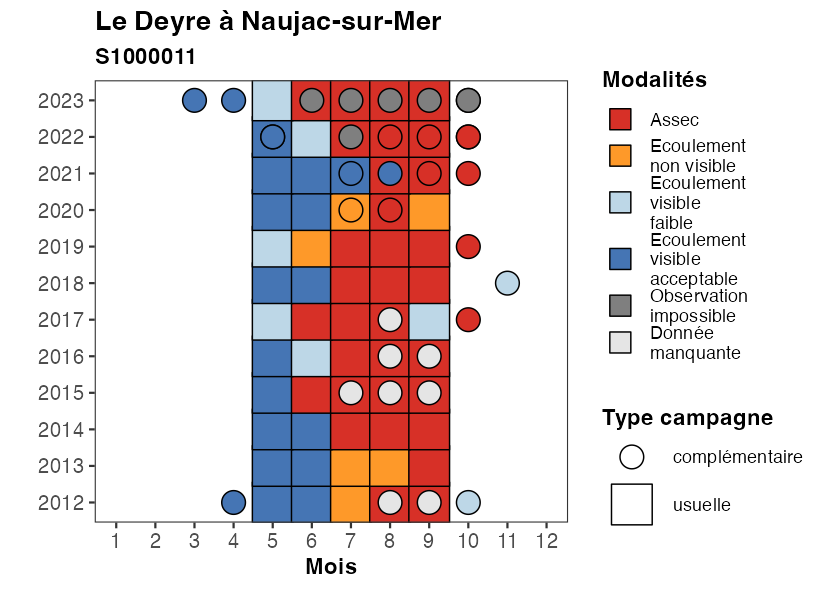 Le Deyre à Naujac-sur-Mer
S1000011
2023
2022
2021
2020
2019
2018
2017
2016
2015
2014
2013
2012
1 2 3 4 5 6 7 8 9 10 11 12
Mois
Modalités
Assec
Ecoulement
non visible
Ecoulement
visible
faible
Ecoulement
visible
acceptable
Observation
impossible
Donnée
manquante
Type campagne
complémentaire
usuelle